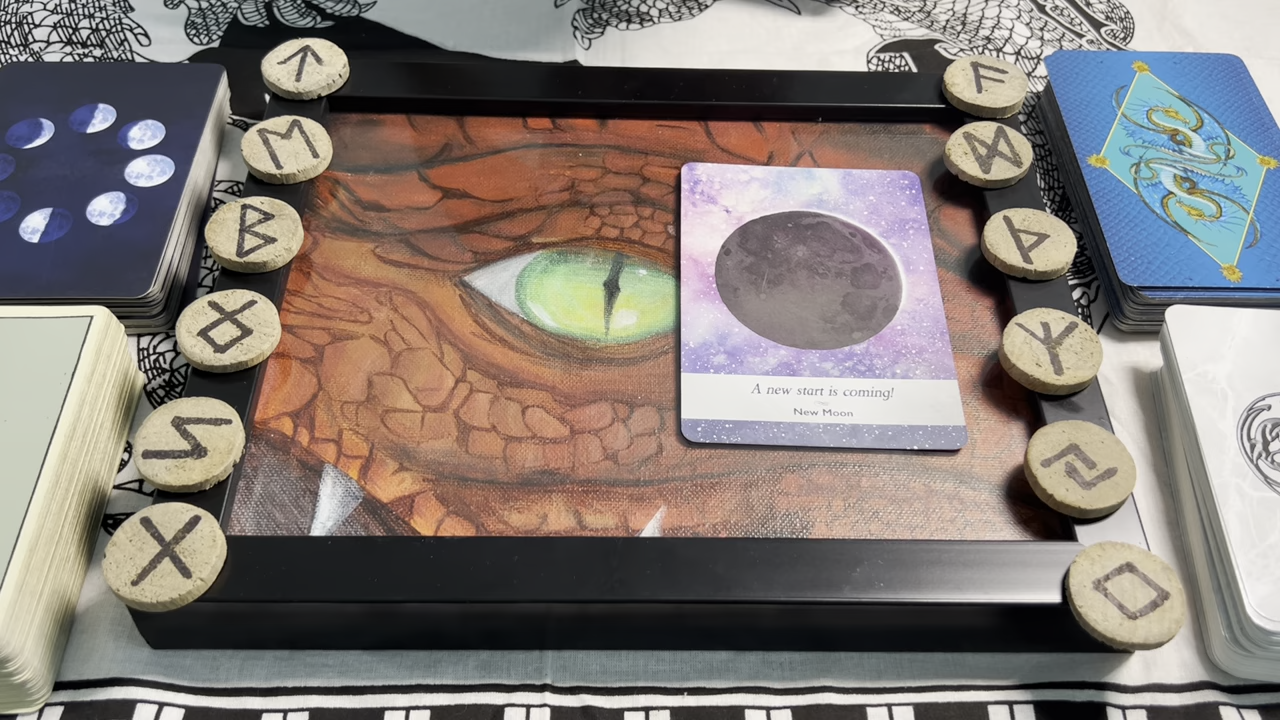 ᛏ
ᛖ
ᛒ
ᛟ
ᛊ
ᚷ
A new start is coming!
New Moon
ᚨ
ᛞ
ᚦ
ᛉ
ᛜ